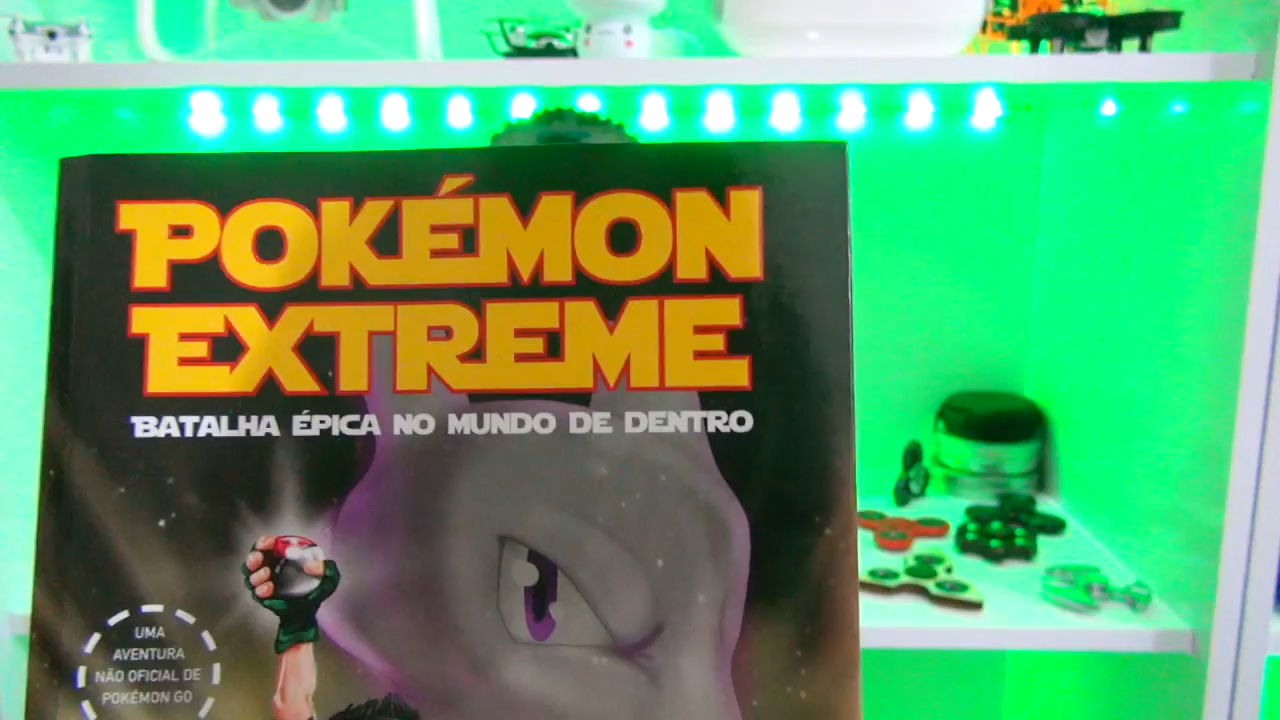 POKÉMON
EXTREME
BATALHA ÉPICA NO MUNDO DE DENTRO
UMA
AVENTURA
NÃO OFICIAL DE
POKÉMON GO